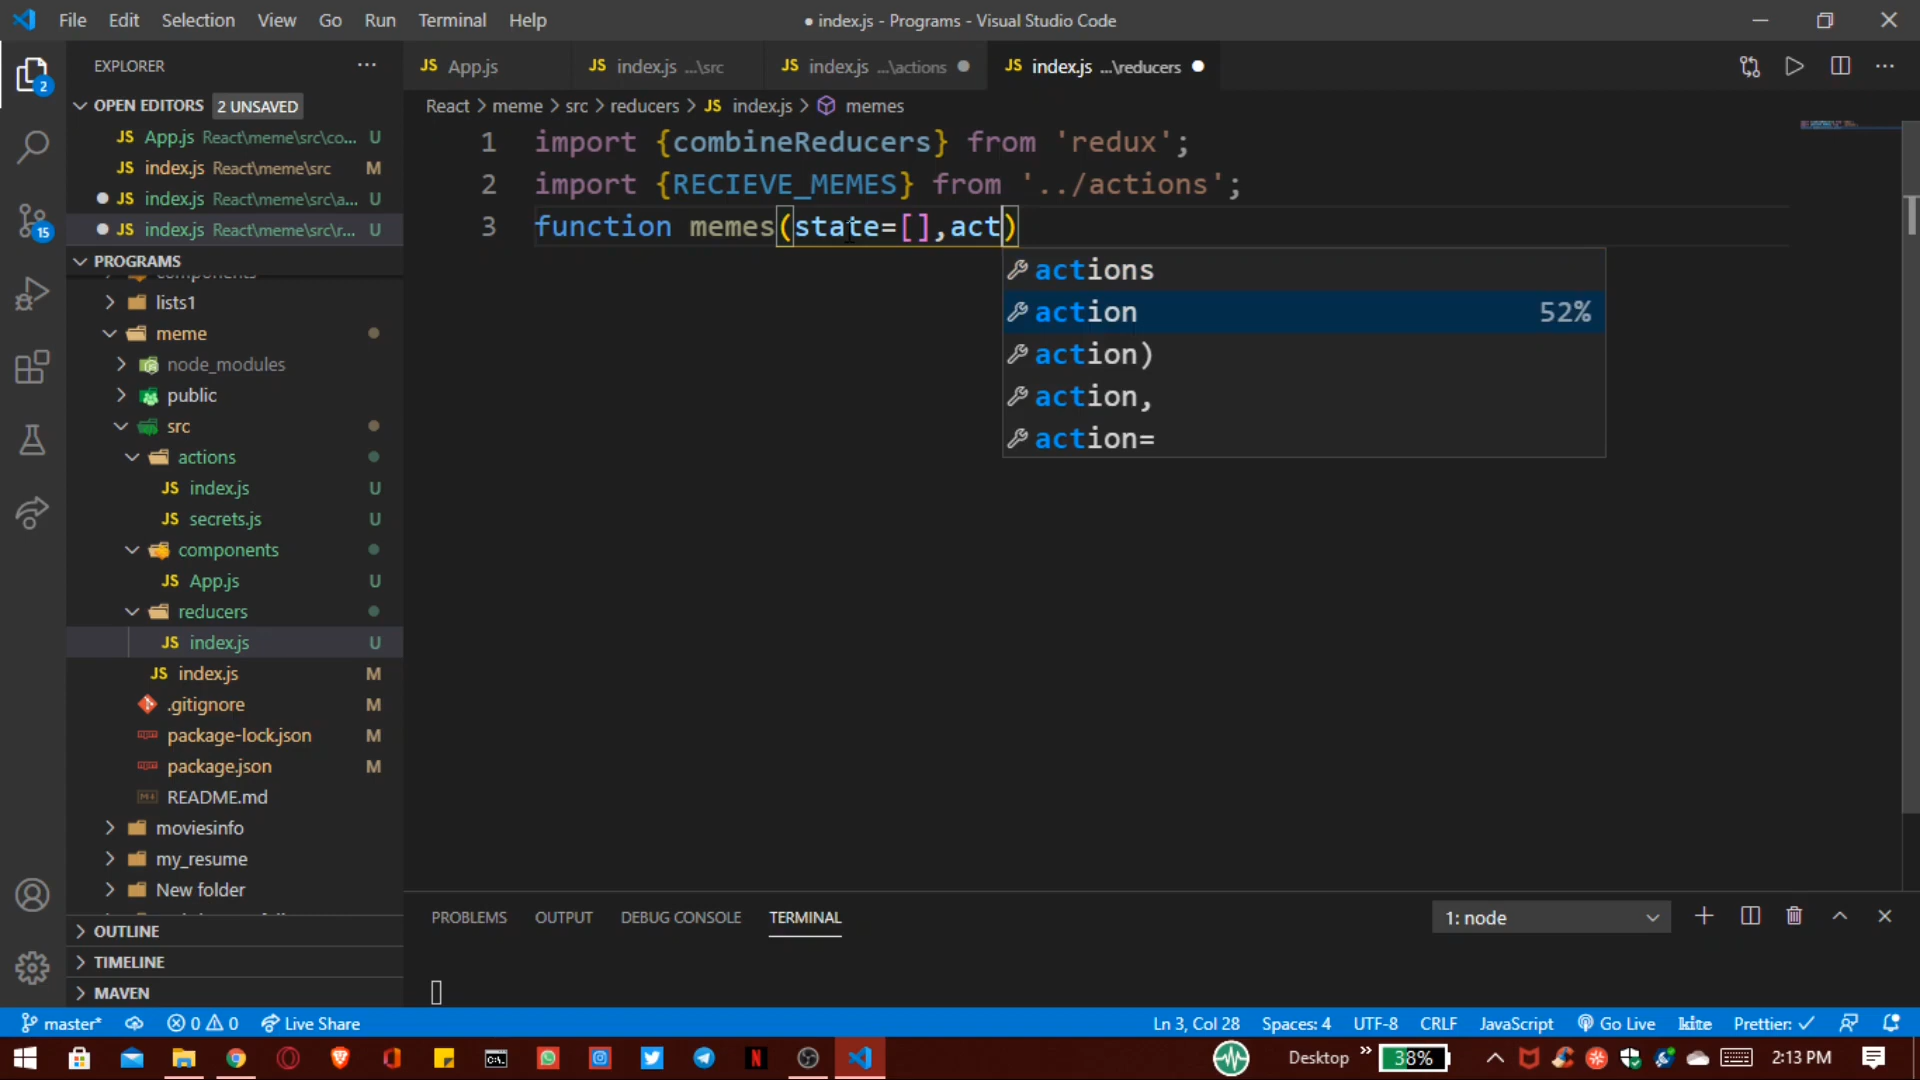 File Edit Selection View Go Run Terminal Help
● index.js - Programs - Visual Studio Code
EXPLORER
JS App.js
JS index.js ...\src
JS index.js ...\actions
JS index.js ...\reducers
OPEN EDITORS 2 UNSAVED
JS App.js React\meme\src\co... U
JS index.js React\meme\src M
JS index.js React\meme\src\a... U
JS index.js React\meme\src\r... U
PROGRAMS
lists1
meme
node_modules
public
src
actions
JS index.js U
JS secrets.js U
components
JS App.js U
reducers
JS index.js U
JS index.js M
.gitignore M
package-lock.json M
package.json M
README.md
moviesinfo
my_resume
New folder
OUTLINE
TIMELINE
MAVEN
2
15
React > meme > src > reducers > JS index.js > memes
1 import {combineReducers} from 'redux';
2 import {RECIEVE_MEMES} from '../actions';
3 function memes(state=[],act)
actions
action 52%
action)
action,
action=
PROBLEMS OUTPUT DEBUG CONSOLE TERMINAL
1: node
master* 0 0 Live Share
Ln 3, Col 28 Spaces: 4 UTF-8 CRLF JavaScript Go Live kite Prettier: ✓
Desktop » 38% 2:13 PM